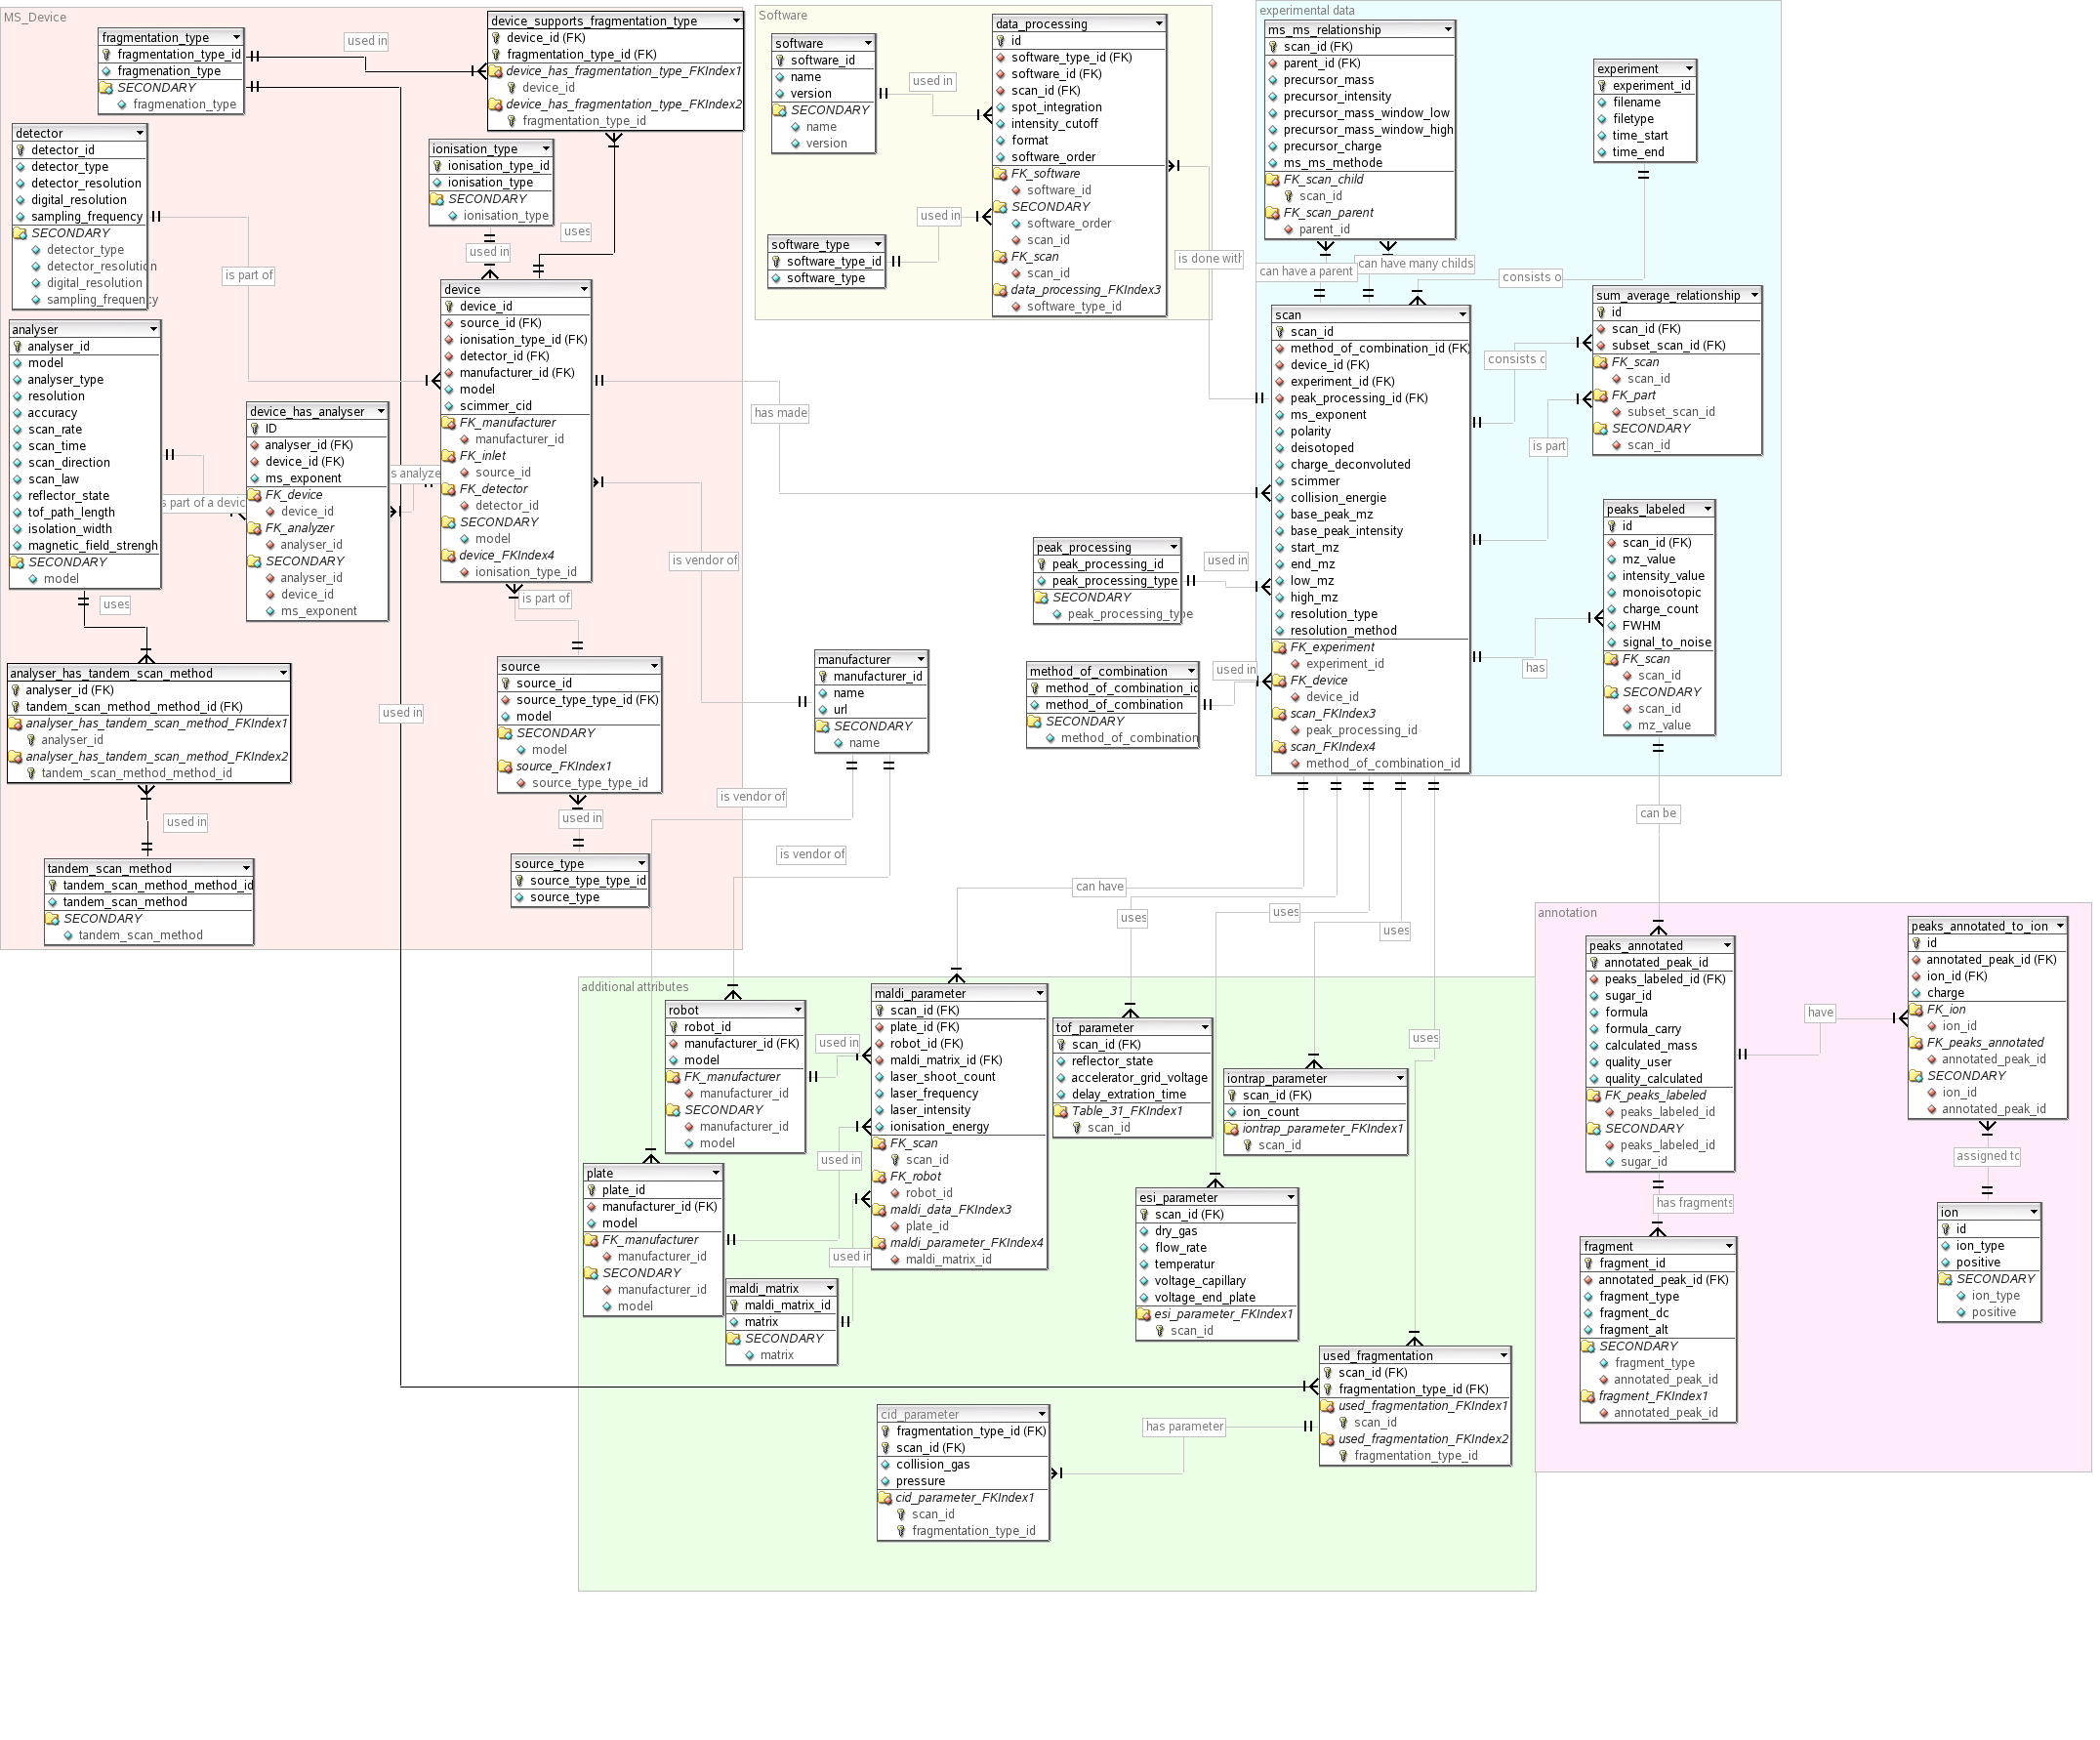 MS_Device
fragmentation_type
fragmentation_type_id
fragmenation_type
SECONDARY
fragmenation_type
used in
device_supports_fragmentation_type
device_id (FK)
fragmentation_type_id (FK)
device_has_fragmentation_type_FKIndex1
device_id
device_has_fragmentation_type_FKIndex2
fragmentation_type_id
detector
detector_id
detector_type
detector_resolution
digital_resolution
sampling_frequency
SECONDARY
detector_type
detector_resolution
digital_resolution
sampling_frequency
is part of
ionisation_type
ionisation_type_id
ionisation_type
SECONDARY
ionisation_type
used in
uses
analyser
analyser_id
model
analyser_type
resolution
accuracy
scan_rate
scan_time
scan_direction
scan_law
reflector_state
tof_path_length
isolation_width
magnetic_field_strengh
SECONDARY
model
s part of a devic
device_has_analyser
ID
analyser_id (FK)
device_id (FK)
ms_exponent
FK_device
device_id
FK_analyzer
analyser_id
SECONDARY
analyser_id
device_id
ms_exponent
s analyze
device
device_id
source_id (FK)
ionisation_type_id (FK)
detector_id (FK)
manufacturer_id (FK)
model
scimmer_cid
FK_manufacturer
manufacturer_id
FK_inlet
source_id
FK_detector
detector_id
SECONDARY
model
device_FKIndex4
ionisation_type_id
is part of
uses
analyser_has_tandem_scan_method
analyser_id (FK)
tandem_scan_method_method_id (FK)
analyser_has_tandem_scan_method_FKIndex1
analyser_id
analyser_has_tandem_scan_method_FKIndex2
tandem_scan_method_method_id
used in
used in
tandem_scan_method
tandem_scan_method_method_id
tandem_scan_method
SECONDARY
tandem_scan_method
source
source_id
source_type_type_id (FK)
model
SECONDARY
model
source_FKIndex1
source_type_type_id
used in
source_type
source_type_type_id
source_type
Software
software
software_id
name
version
SECONDARY
name
version
used in
software_type
software_type_id
software_type
used in
data_processing
id
software_type_id (FK)
software_id (FK)
scan_id (FK)
spot_integration
intensity_cutoff
format
software_order
FK_software
software_id
SECONDARY
software_order
scan_id
FK_scan
scan_id
data_processing_FKIndex3
software_type_id
is done with
has made
is vendor of
peak_processing
peak_processing_id
peak_processing_type
SECONDARY
peak_processing_type
used in
manufacturer
manufacturer_id
name
url
SECONDARY
name
method_of_combination
method_of_combination_id
method_of_combination
SECONDARY
method_of_combination
used in
is vendor of
is vendor of
experimental data
ms_ms_relationship
scan_id (FK)
parent_id (FK)
precursor_mass
precursor_intensity
precursor_mass_window_low
precursor_mass_window_high
precursor_charge
ms_ms_methode
FK_scan_child
scan_id
FK_scan_parent
parent_id
can have a parent
can have many childs
experiment
experiment_id
filename
filetype
time_start
time_end
consists o
scan
scan_id
method_of_combination_id (FK)
device_id (FK)
experiment_id (FK)
peak_processing_id (FK)
ms_exponent
polarity
deisotoped
charge_deconvoluted
scimmer
collision_energie
base_peak_mz
base_peak_intensity
start_mz
end_mz
low_mz
high_mz
resolution_type
resolution_method
FK_experiment
experiment_id
FK_device
device_id
scan_FKIndex3
peak_processing_id
scan_FKIndex4
method_of_combination_id
sum_average_relationship
id
scan_id (FK)
subset_scan_id (FK)
FK_scan
scan_id
FK_part
subset_scan_id
SECONDARY
scan_id
consists c
is part
peaks_labeled
id
scan_id (FK)
mz_value
intensity_value
monoisotopic
charge_count
FWHM
signal_to_noise
FK_scan
scan_id
SECONDARY
scan_id
mz_value
has
can be
can have
uses
uses
uses
uses
additional attributes
robot
robot_id
manufacturer_id (FK)
model
FK_manufacturer
manufacturer_id
SECONDARY
manufacturer_id
model
used in
plate
plate_id
manufacturer_id (FK)
model
FK_manufacturer
manufacturer_id
SECONDARY
manufacturer_id
model
used in
maldi_matrix
maldi_matrix_id
matrix
SECONDARY
matrix
used in
maldi_parameter
scan_id (FK)
plate_id (FK)
robot_id (FK)
maldi_matrix_id (FK)
laser_shoot_count
laser_frequency
laser_intensity
ionisation_energy
FK_scan
scan_id
FK_robot
robot_id
maldi_data_FKIndex3
plate_id
maldi_parameter_FKIndex4
maldi_matrix_id
tof_parameter
scan_id (FK)
reflector_state
accelerator_grid_voltage
delay_extration_time
Table_31_FKIndex1
scan_id
iontrap_parameter
scan_id (FK)
ion_count
iontrap_parameter_FKIndex1
scan_id
esi_parameter
scan_id (FK)
dry_gas
flow_rate
temperatur
voltage_capillary
voltage_end_plate
esi_parameter_FKIndex1
scan_id
used_fragmentation
scan_id (FK)
fragmentation_type_id (FK)
used_fragmentation_FKIndex1
scan_id
used_fragmentation_FKIndex2
fragmentation_type_id
cid_parameter
fragmentation_type_id (FK)
scan_id (FK)
collision_gas
pressure
cid_parameter_FKIndex1
scan_id
fragmentation_type_id
has parameter
annotation
peaks_annotated
annotated_peak_id
peaks_labeled_id (FK)
sugar_id
formula
formula_carry
calculated_mass
quality_user
quality_calculated
FK_peaks_labeled
peaks_labeled_id
SECONDARY
peaks_labeled_id
sugar_id
have
peaks_annotated_to_ion
id
annotated_peak_id (FK)
ion_id (FK)
charge
FK_ion
ion_id
FK_peaks_annotated
annotated_peak_id
SECONDARY
ion_id
annotated_peak_id
assigned to
has fragments
fragment
fragment_id
annotated_peak_id (FK)
fragment_type
fragment_dc
fragment_alt
SECONDARY
fragment_type
annotated_peak_id
fragment_FKIndex1
annotated_peak_id
ion
id
ion_type
positive
SECONDARY
ion_type
positive